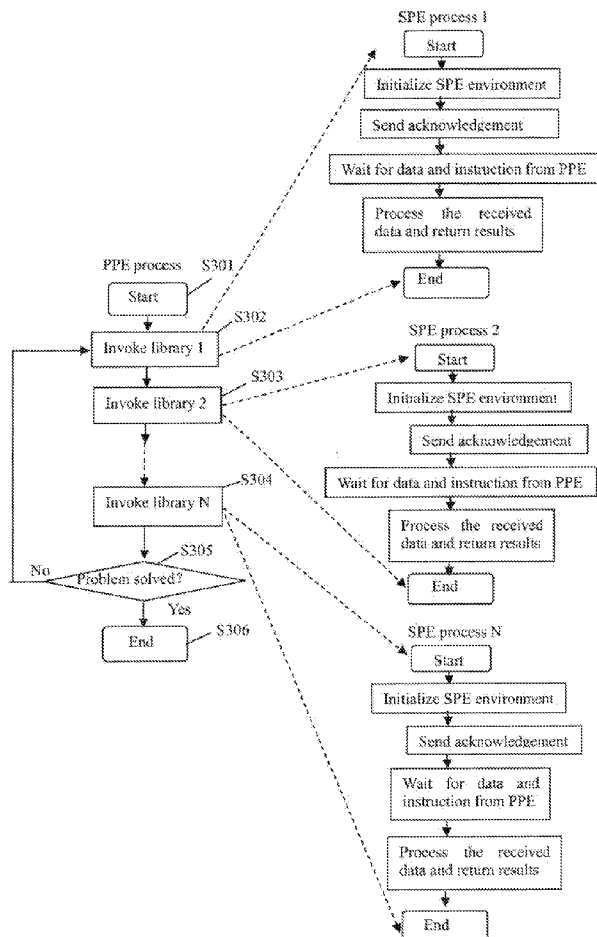 SPE process 1
Start
Initialize SPE environment
Send acknowledgement
Wait for data and instruction from PPE
Process the received
data and return results
End
PPE process
S301
Start
S302
Invoke library 1
S303
Invoke library 2
S304
Invoke library N
S305
No
Problem solved?
Yes
End
S306
SPE process 2
Start
Initialize SPE environment
Send acknowledgement
Wait for data and instruction from PPE
Process the received
data and return results
End
SPE process N
Start
Initialize SPE environment
Send acknowledgement
Wait for data and
instruction from PPE
Process the received
data and return results
End